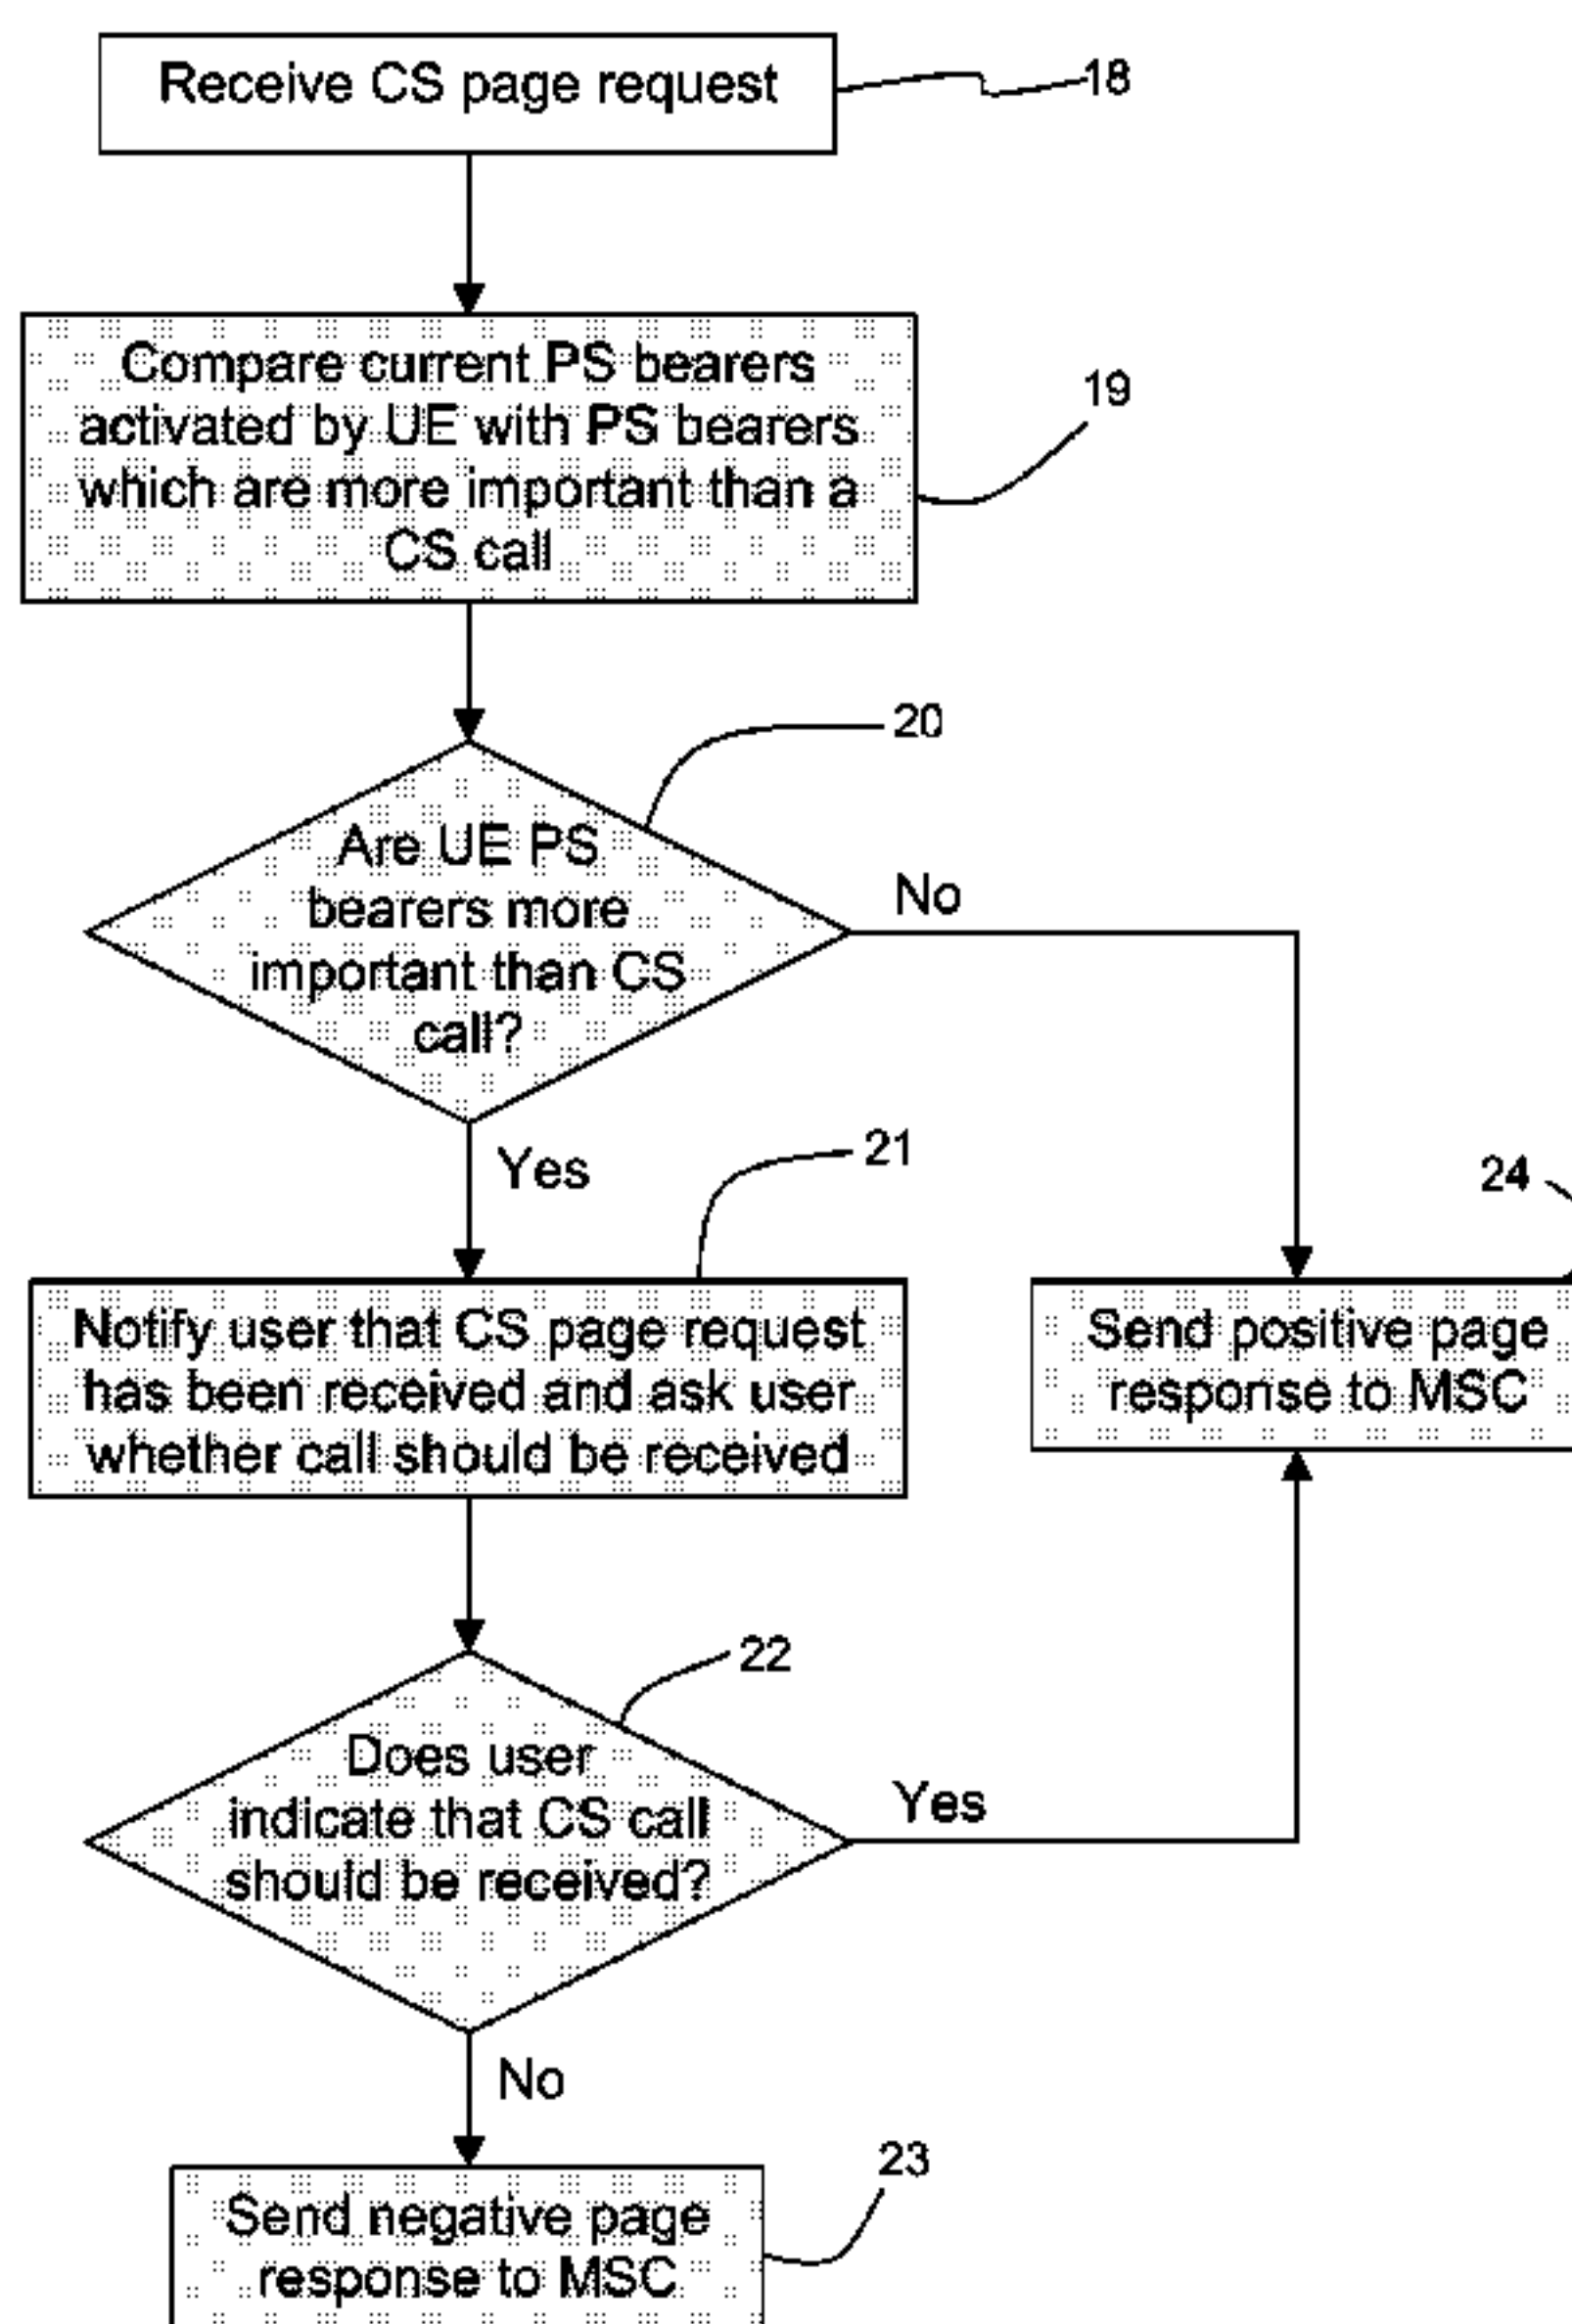 Receive CS page request
18
Compare current PS bearers
activated by UE with PS bearers
which are more important than a
CS call
19
20
Are UE PS
bearers more
important than CS
call?
No
Yes
21
24
Notify user that CS page request
has been received and ask user
whether call should be received
Send positive page
response to MSC
22
Does user
indicate that CS call
should be received?
Yes
No
23
Send negative page
response to MSC